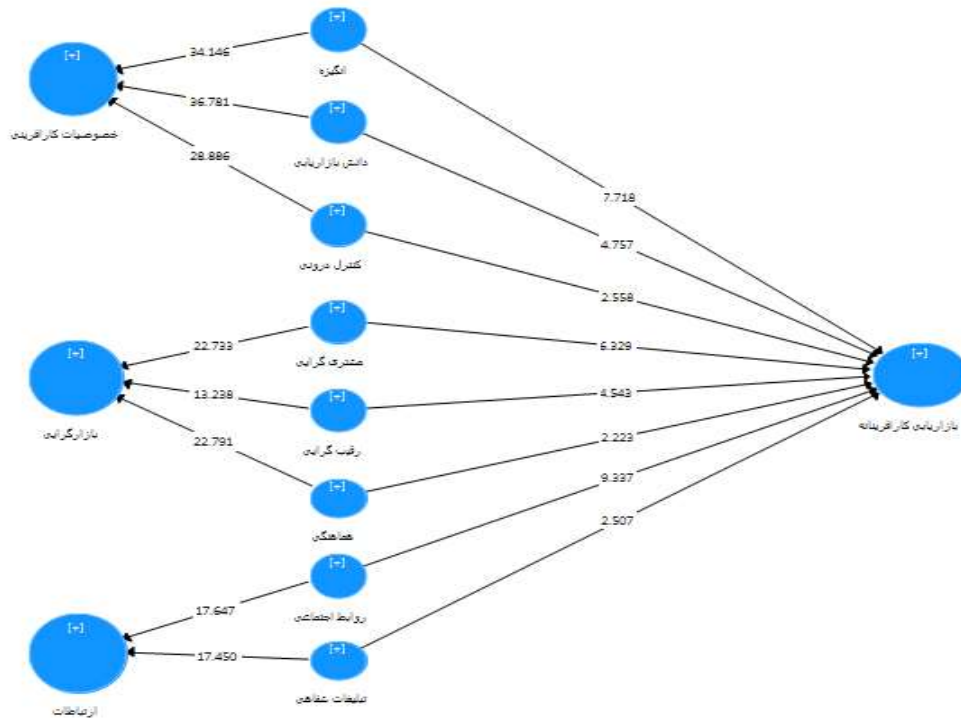 [+]
[+]
34.146
انگیزه
36.781
[+]
خصوصیات کارافرینی
28.886
دانش بازاریابی
7.718
[+]
4.757
کنترل درونی
2.558
[+]
[+]
22.733
مشتری گرایی
6.329
[+]
13.238
[+]
4.543
بازارگرایی
رقیب گرایی
بازاریابی کارافرینانه
22.791
2.223
[+]
9.337
هماهنگی
2.507
[+]
17.647
روابط اجتماعی
[+]
[+]
17.450
تبلیغات شفاهی
ارتباطات